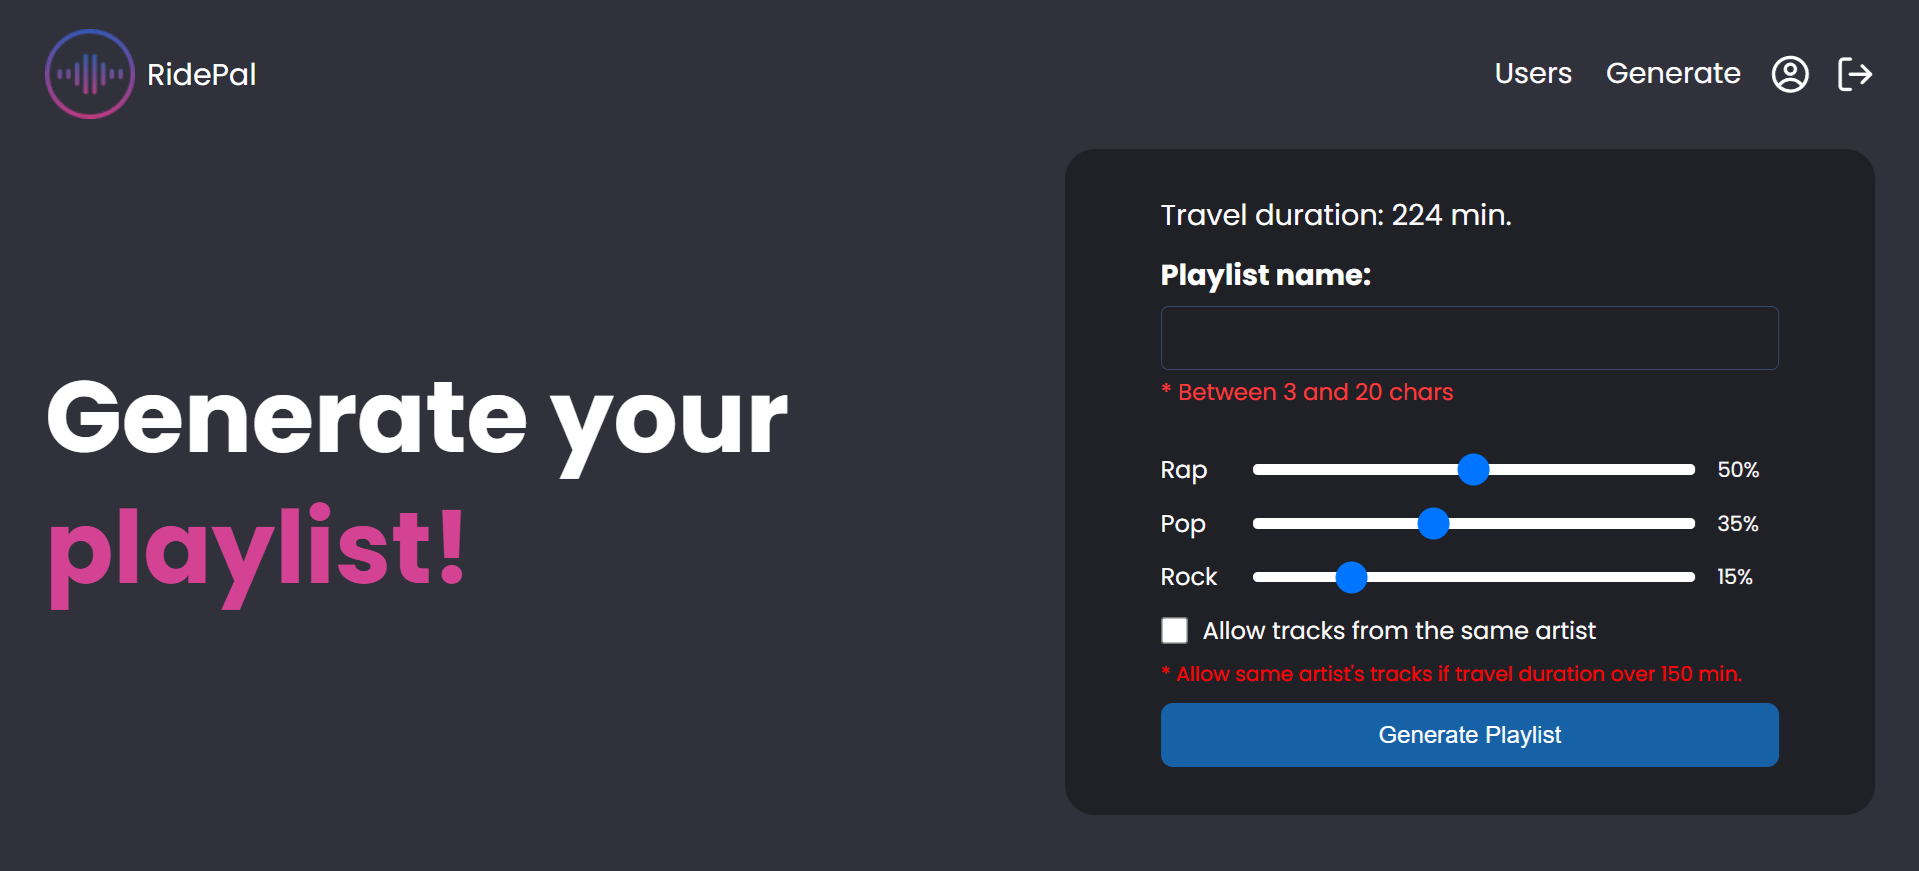 RidePal
Users
Generate
Generate your
playlist!
Travel duration: 224 min.
Playlist name:
* Between 3 and 20 chars
Rap 50%
Pop 35%
Rock 15%
Allow tracks from the same artist
* Allow same artist's tracks if travel duration over 150 min.
Generate Playlist